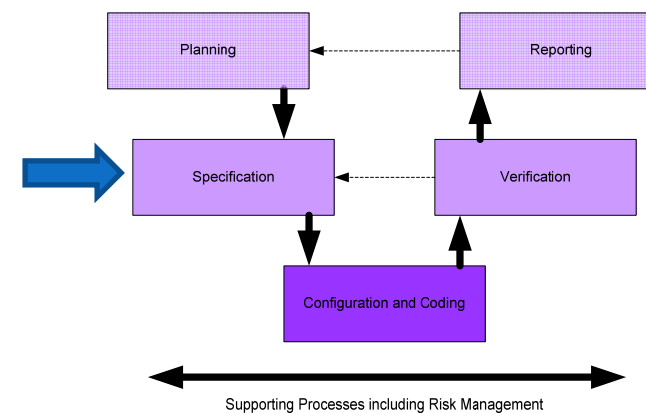 Planning
Reporting
Specification
Verification
Configuration and Coding
Supporting Processes including Risk Management